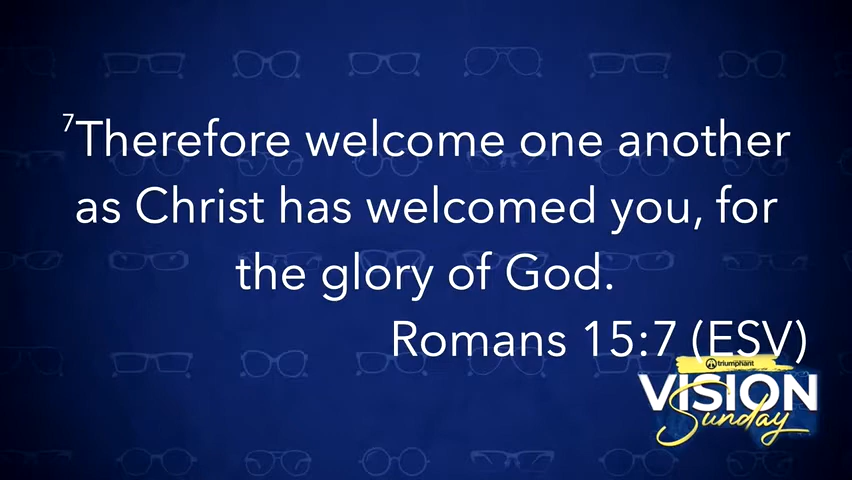 7Therefore welcome one another
as Christ has welcomed you, for
the glory of God.
Romans 15:7 (ESV)
triumphant
VISION
Sunday